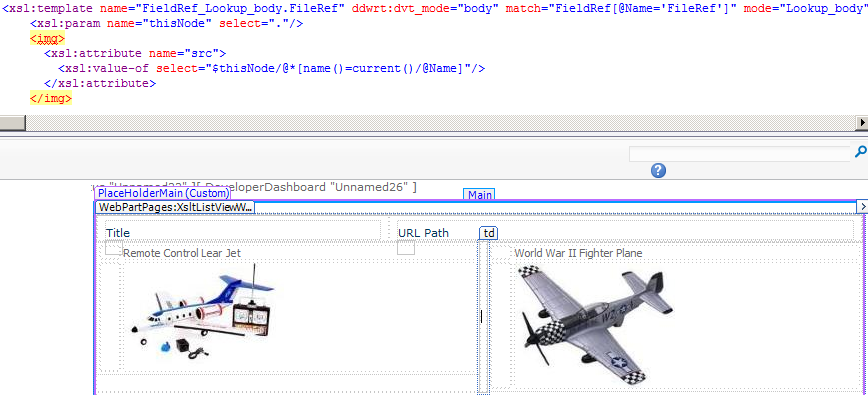 <xsl:template name="FieldRef_Lookup_body.FileRef" ddwrt:dvt_mode="body" match="FieldRef[@Name='FileRef']" mode="Lookup_body"
<xsl:param name="thisNode" select="."/>
<img>
<xsl:attribute name="src">
<xsl:value-of select="$thisNode/@*[name()=current()/@Name]"/>
</xsl:attribute>
</img>
"Unnamed22" ][ DeveloperDashboard "Unnamed26" ]
PlaceHolderMain (Custom)
Main
WebPartPages:XsltListViewW...
Title
URL Path
td
Remote Control Lear Jet
World War II Fighter Plane